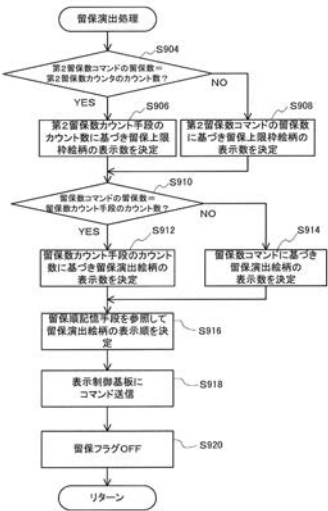 留保演出処理
S904
第2留保数コマンドの留保数＝
第2留保数カウンタのカウント数？
YES
NO
S906
第2留保数カウント手段の
カウント数に基づき留保上限
枠絵柄の表示数を決定
S908
第2留保数コマンドの留保数
に基づき留保上限枠絵柄の
表示数を決定
S910
留保数コマンドの留保数＝
留保数カウント手段のカウント数？
YES
NO
S912
留保数カウント手段のカウント
数に基づき留保演出絵柄の
表示数を決定
S914
留保数コマンドに基づき
留保演出絵柄の
表示数を決定
S916
留保順記憶手段を参照して
留保演出絵柄の表示順を決
定
S918
表示制御基板に
コマンド送信
S920
留保フラグOFF
リターン